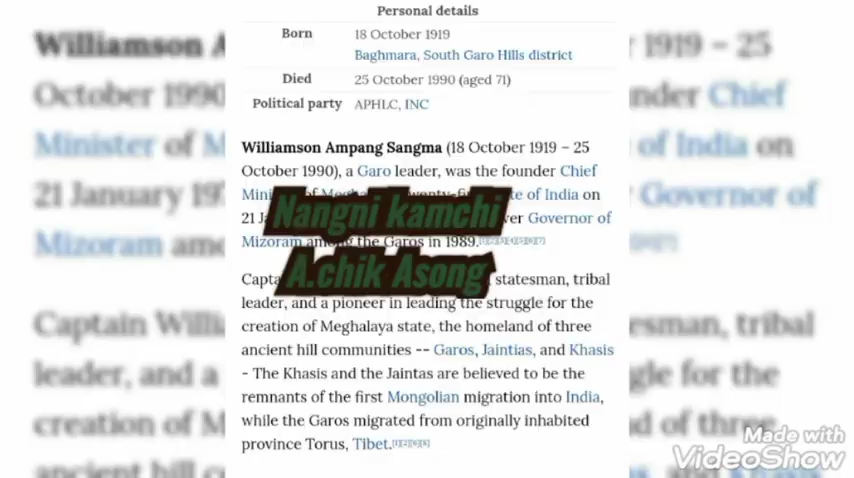 Personal details
Born 18 October 1919
Baghmara, South Garo Hills district
Died 25 October 1990 (aged 71)
Political party APHLC, INC
Williamson Ampang Sangma (18 October 1919 – 25
October 1990), a Garo leader, was the founder Chief
of India on
21 Governor of
Mizoram among the Garos in 1989.
Nangni kamchi
A.chik Asong
statesman, tribal
leader, and a pioneer in leading the struggle for the
creation of Meghalaya state, the homeland of three
ancient hill communities -- Garos, Jaintias, and Khasis
- The Khasis and the Jaintas are believed to be the
remnants of the first Mongolian migration into India,
while the Garos migrated from originally inhabited
province Torus, Tibet.
Made with
VideoShow